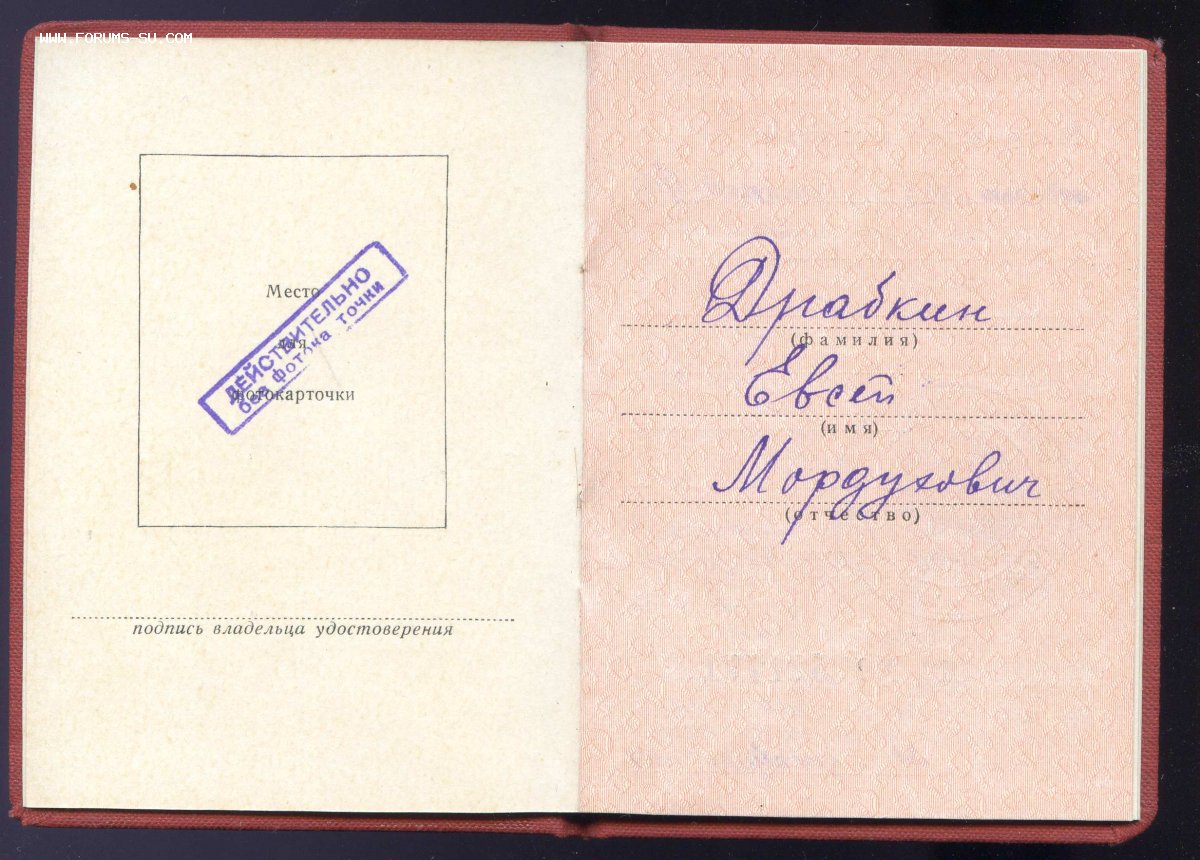 WWW.FORUMS-SU.COM
Место
для
фотокарточки
ДЕЙСТВИТЕЛЬНО
без фотокарточки
подпись владельца удостоверения
Драбкин
(фамилия)
Евсей
(имя)
Мордухович
(отчество)